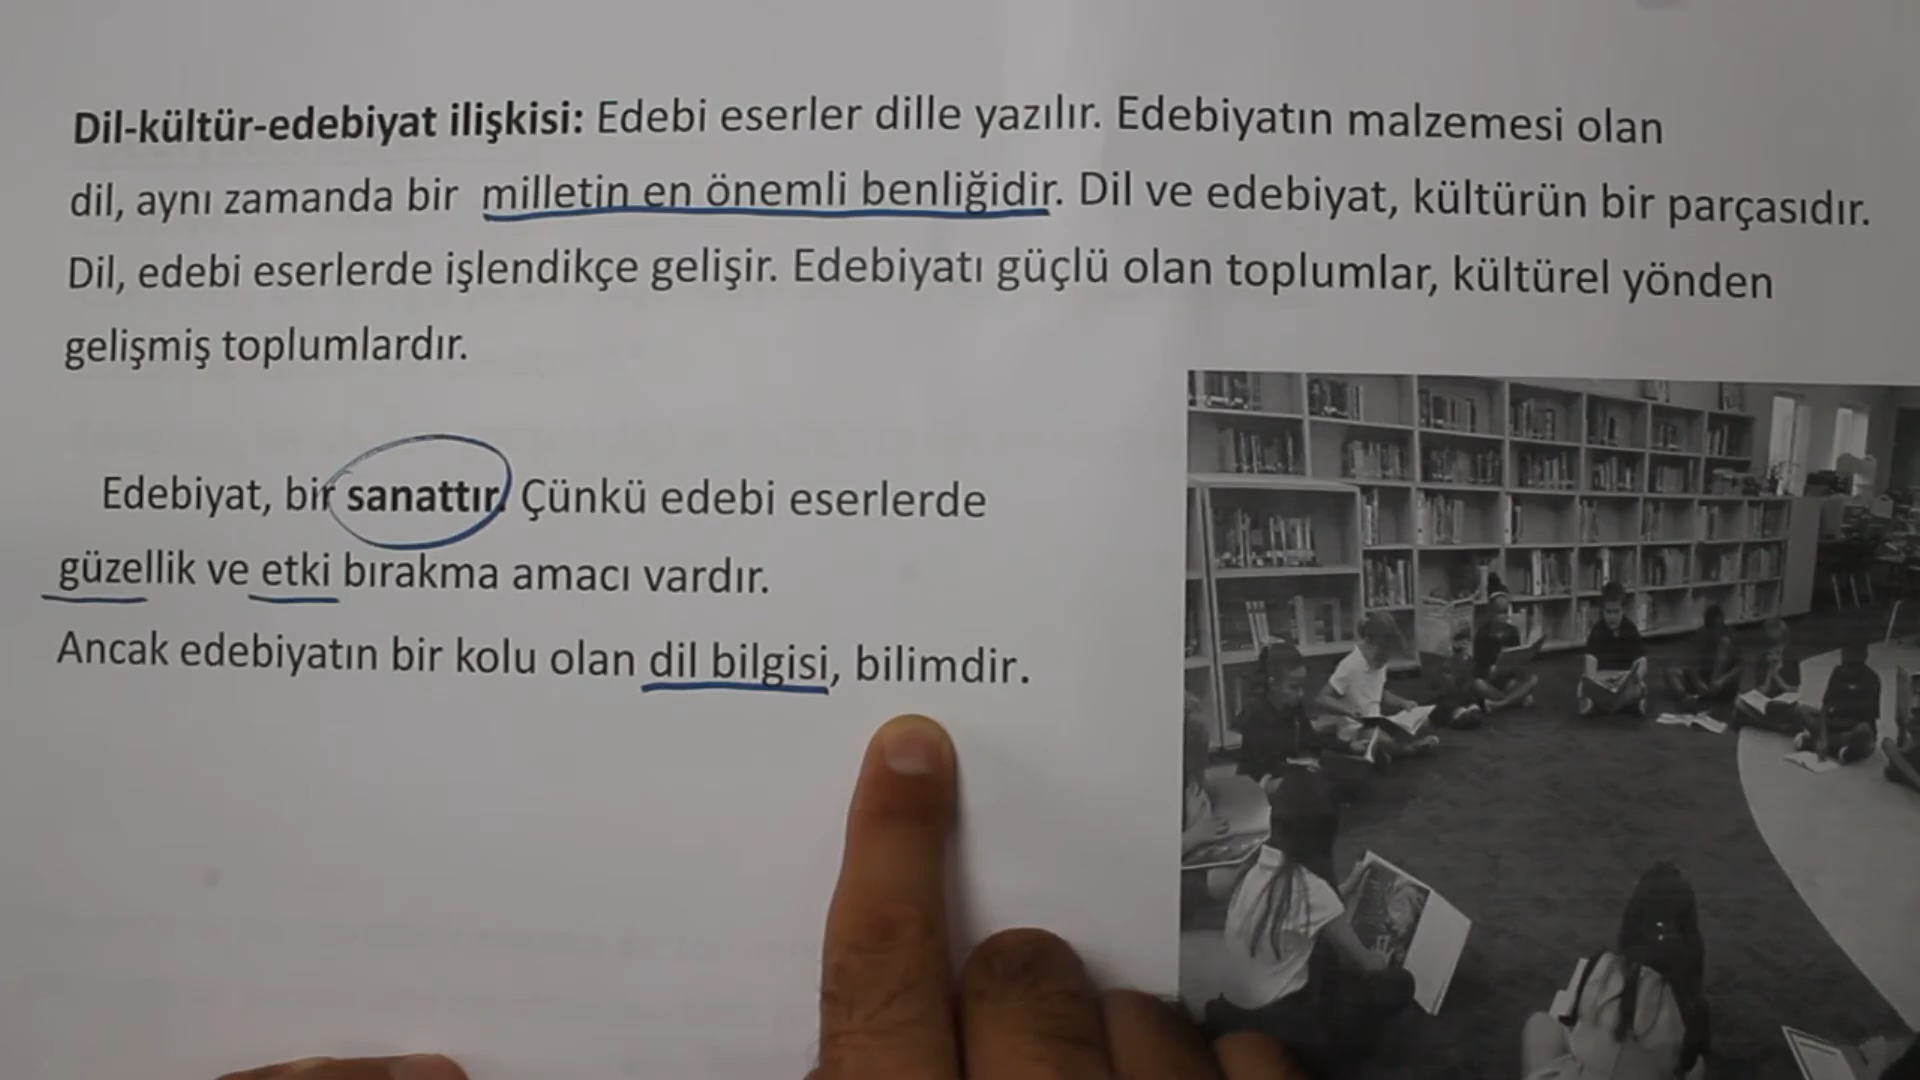 Dil-kültür-edebiyat ilişkisi: Edebi eserler dille yazılır. Edebiyatın malzemesi olan
dil, aynı zamanda bir milletin en önemli benliğidir. Dil ve edebiyat, kültürün bir parçasıdır.
Dil, edebi eserlerde işlendikçe gelişir. Edebiyatı güçlü olan toplumlar, kültürel yönden
gelişmiş toplumlardır.
Edebiyat, bir sanattır. Çünkü edebi eserlerde
güzellik ve etki bırakma amacı vardır.
Ancak edebiyatın bir kolu olan dil bilgisi, bilimdir.